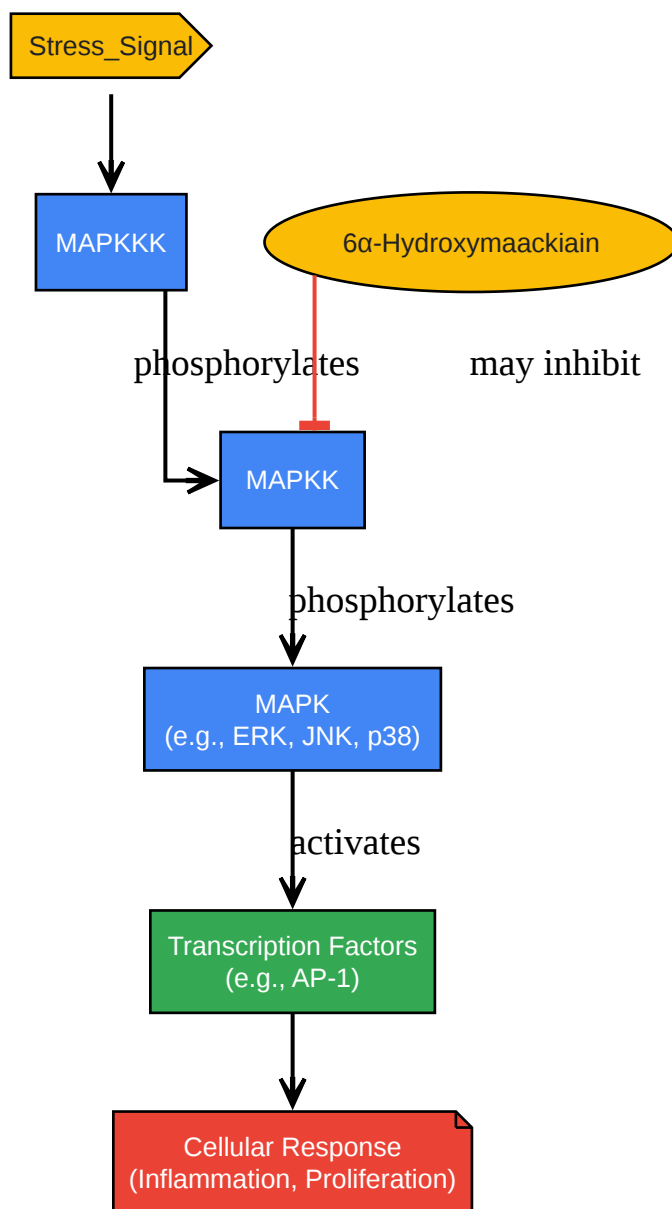 Stress_Signal
MAPKKK
6α-Hydroxymaackiain
phosphorylates
may inhibit
MAPKK
phosphorylates
MAPK
(e.g., ERK, JNK, p38)
activates
Transcription Factors
(e.g., AP-1)
Cellular Response
(Inflammation, Proliferation)